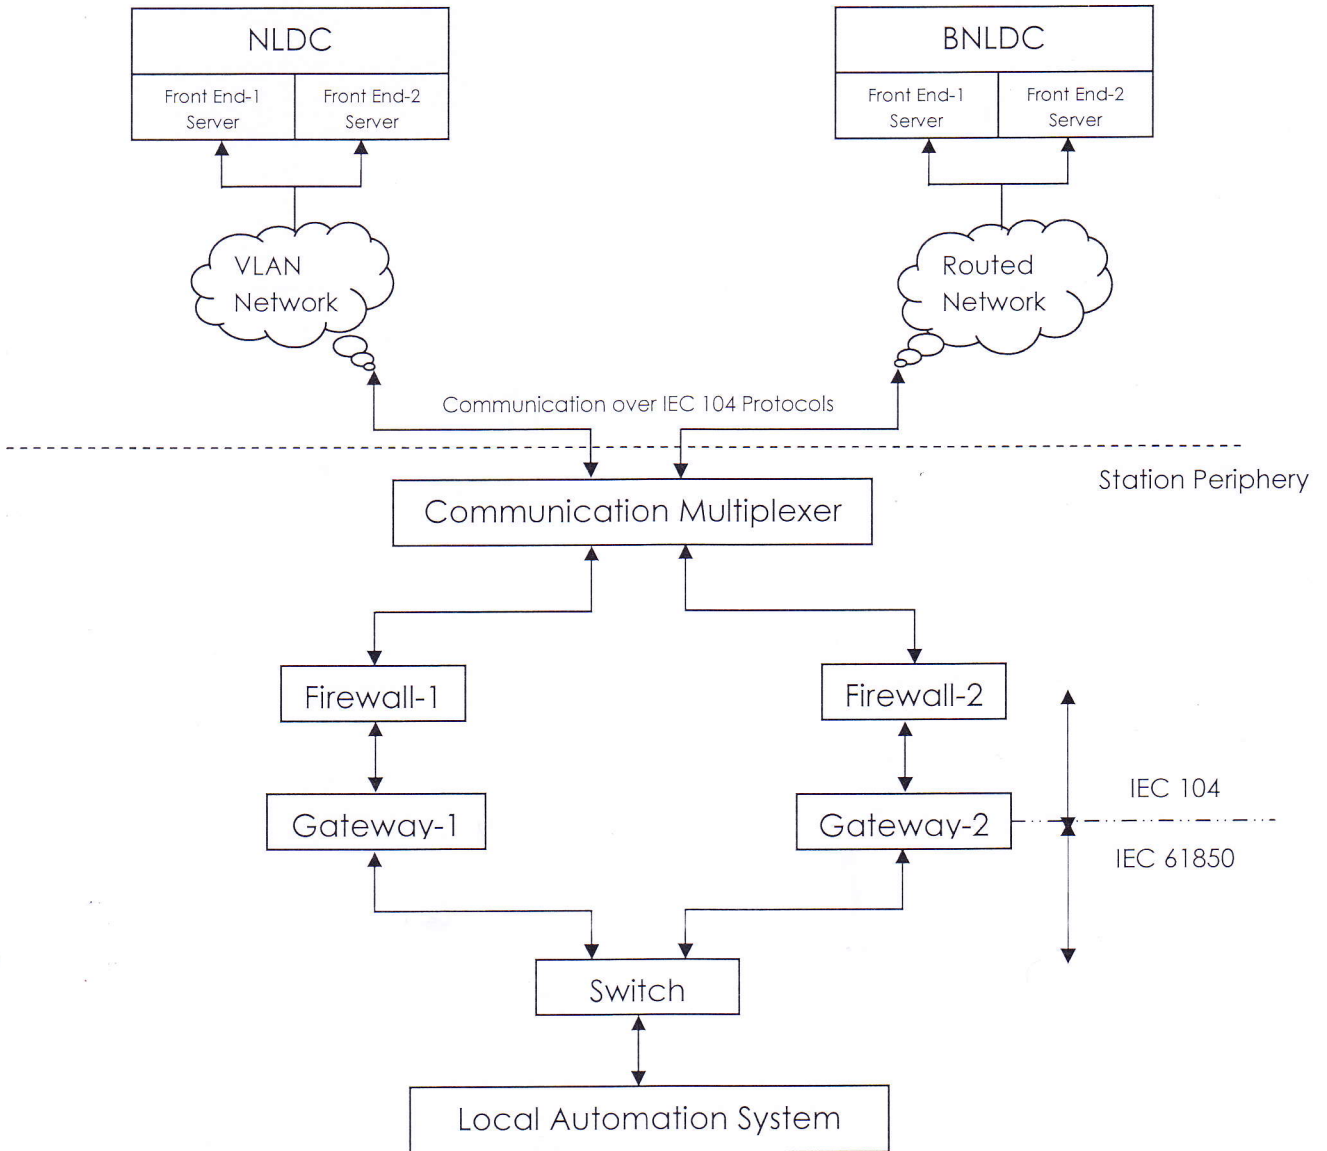 NLDC
Front End-1
Server
Front End-2
Server
BNLDC
Front End-1
Server
Front End-2
Server
VLAN
Network
Routed
Network
Communication over IEC 104 Protocols
Station Periphery
Communication Multiplexer
Firewall-1
Firewall-2
Gateway-1
Gateway-2
IEC 104
IEC 61850
Switch
Local Automation System